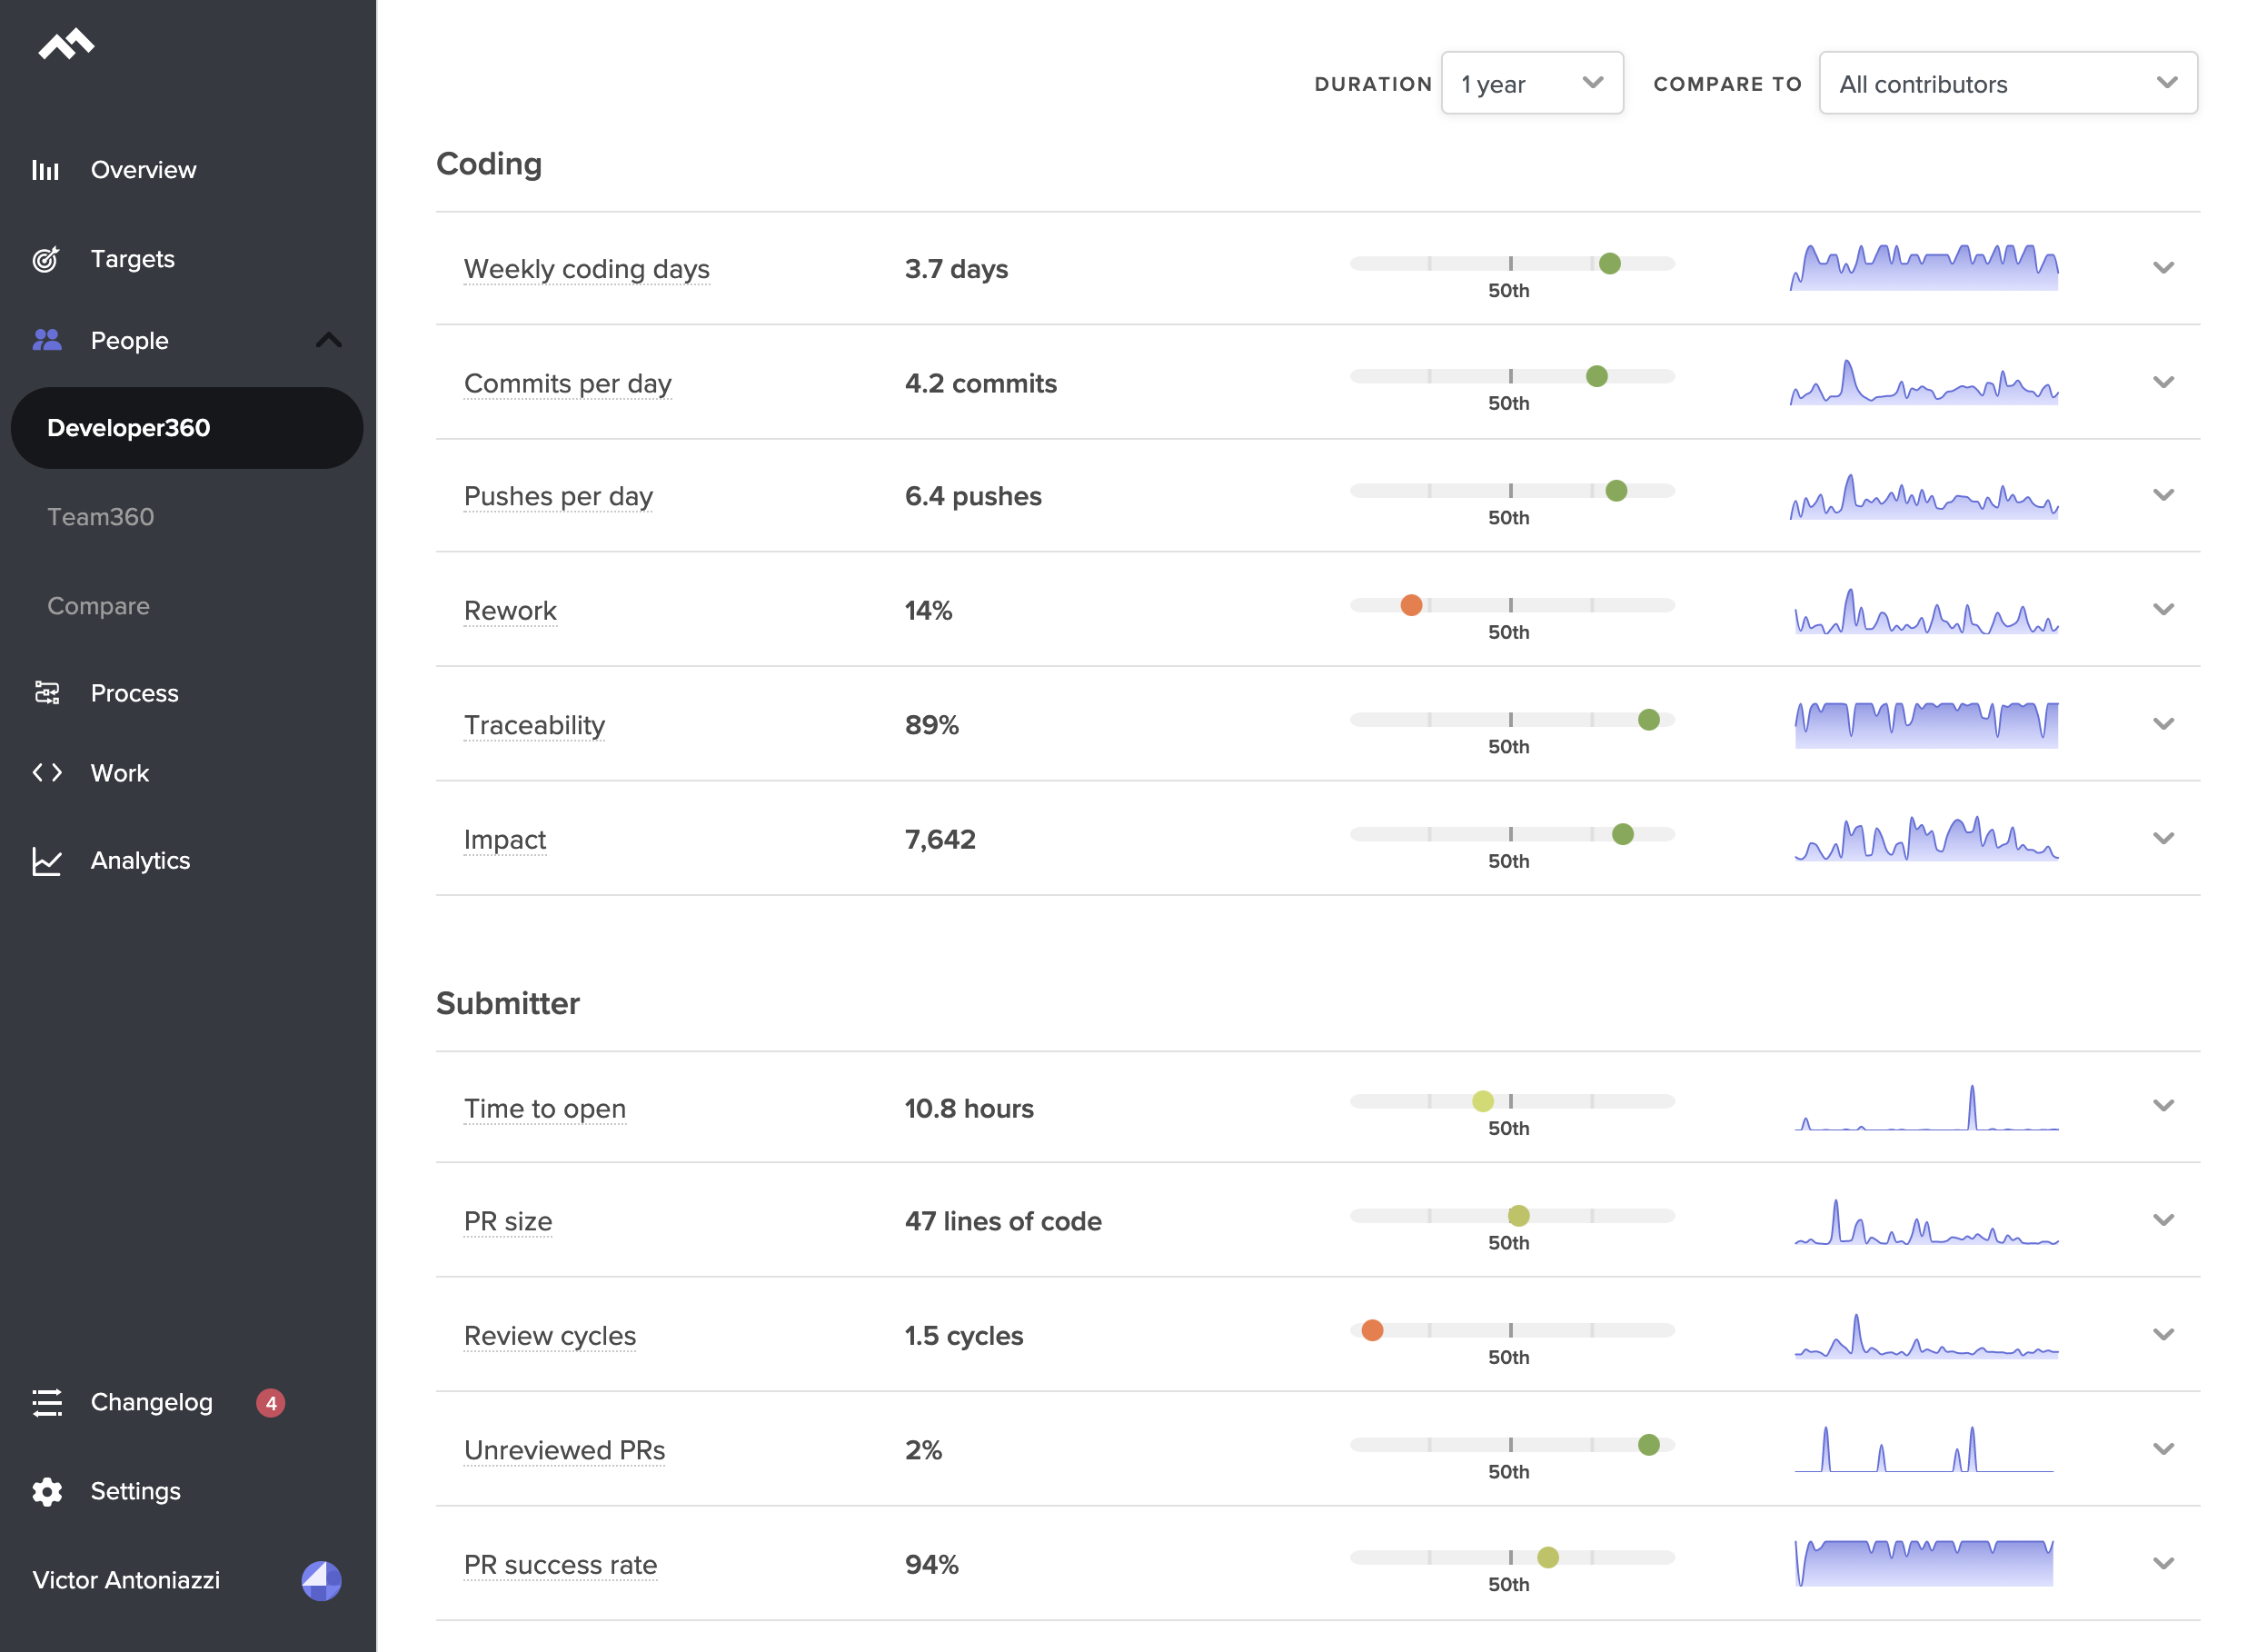 DURATION 1 year COMPARE TO All contributors
Overview
Targets
People
Developer360
Team360
Compare
Process
Work
Analytics
Changelog 4
Settings
Victor Antoniazzi
Coding
Weekly coding days 3.7 days 50th
Commits per day 4.2 commits 50th
Pushes per day 6.4 pushes 50th
Rework 14% 50th
Traceability 89% 50th
Impact 7,642 50th
Submitter
Time to open 10.8 hours 50th
PR size 47 lines of code 50th
Review cycles 1.5 cycles 50th
Unreviewed PRs 2% 50th
PR success rate 94% 50th